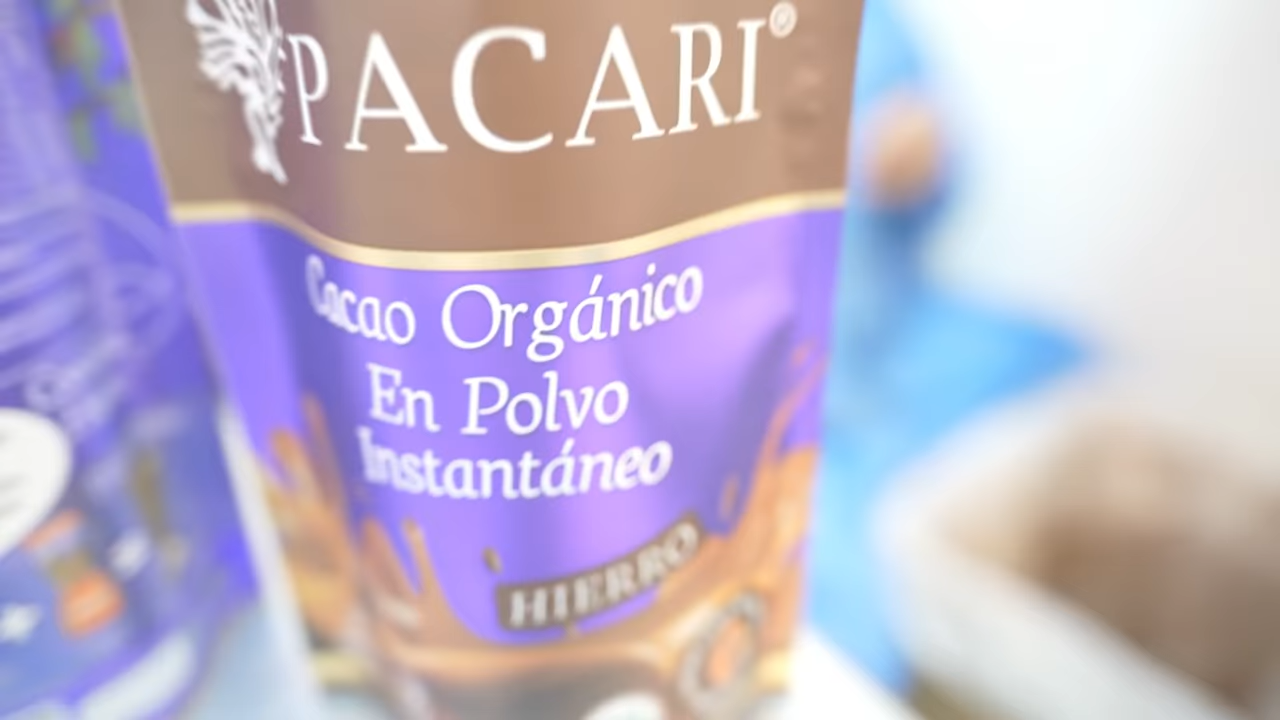 PACARI®
Cacao Orgánico
En Polvo
Instantáneo
HIERRO